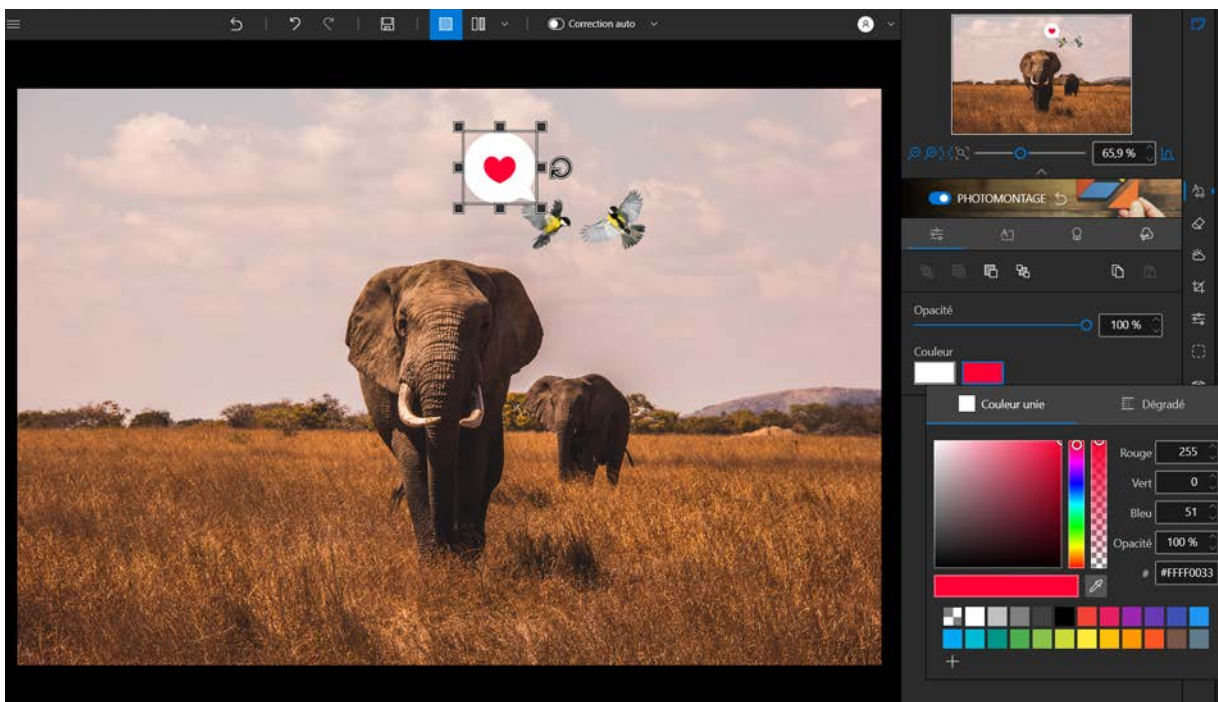 Correction auto
65,9 %
PHOTOMONTAGE
Opacité
100 %
Couleur
Couleur unie
Dégradé
Rouge 255
Vert 0
Bleu 51
Opacité 100 %
# #FFFF0033